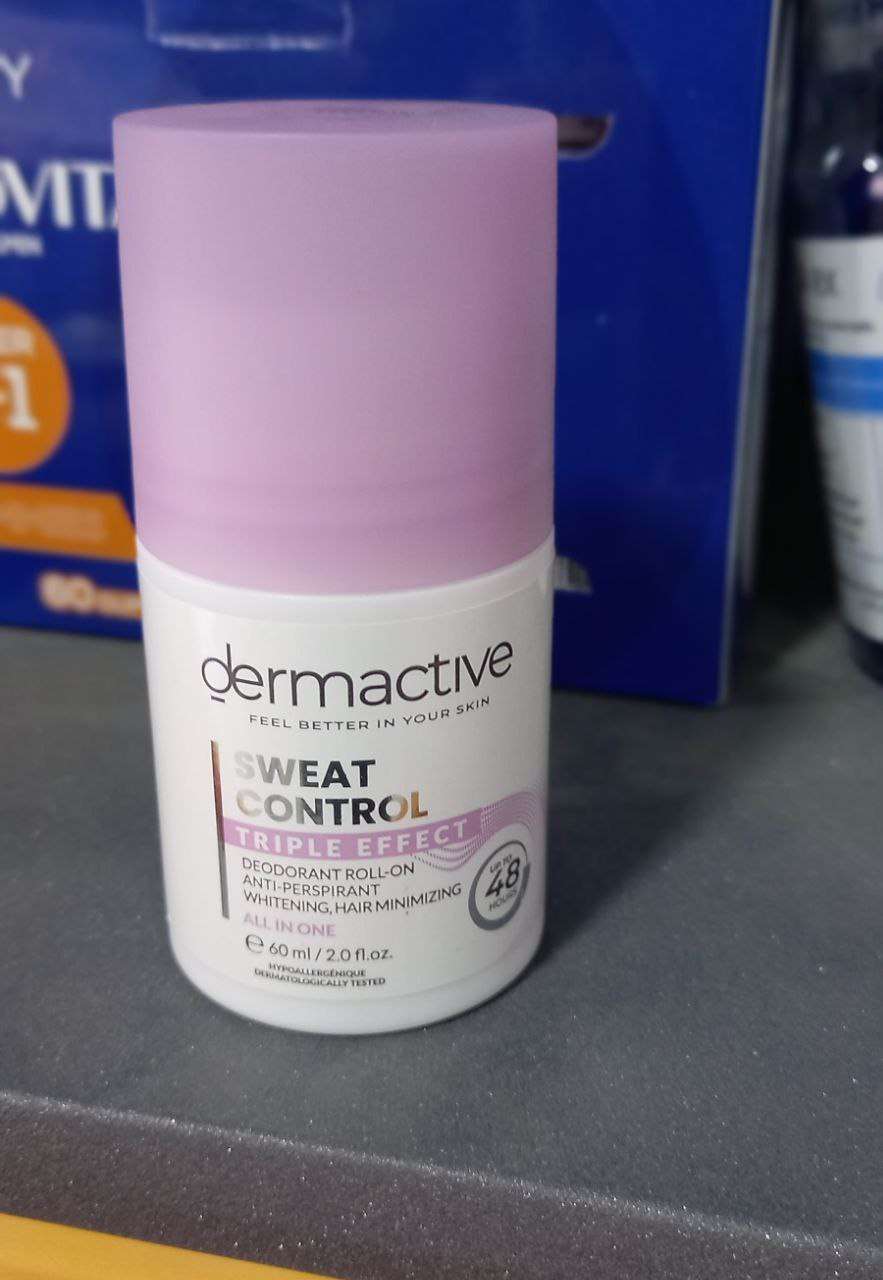 Y
dermactive
FEEL BETTER IN YOUR SKIN
SWEAT
CONTROL
TRIPLE EFFECT
DEODORANT ROLL-ON
ANTI-PERSPIRANT
WHITENING, HAIR MINIMIZING
ALL IN ONE
℮ 60 ml / 2.0 fl.oz.
HYPOALLERGÉNIQUE
DERMATOLOGICALLY TESTED
UP TO
48
HOURS